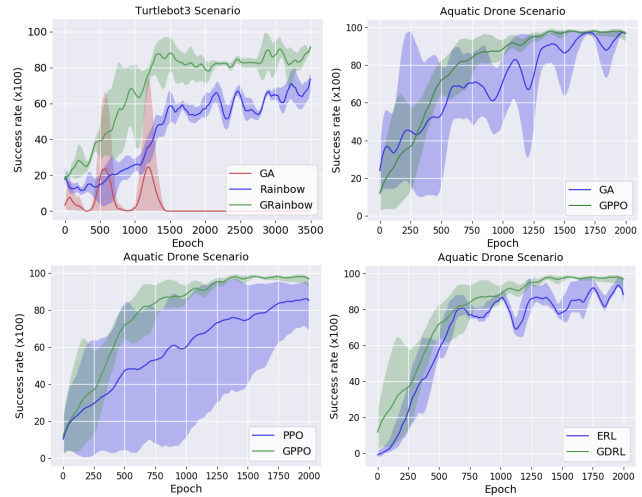 Turtlebot3 Scenario
Success rate (x100)
100
80
60
40
20
0
0 500 1000 1500 2000 2500 3000 3500
Epoch
GA
Rainbow
GRainbow
Aquatic Drone Scenario
Success rate (x100)
100
80
60
40
20
0
0 250 500 750 1000 1250 1500 1750 2000
Epoch
GA
GPPO
Aquatic Drone Scenario
Success rate (x100)
100
80
60
40
20
0
0 250 500 750 1000 1250 1500 1750 2000
Epoch
PPO
GPPO
Aquatic Drone Scenario
Success rate (x100)
100
80
60
40
20
0
0 250 500 750 1000 1250 1500 1750 2000
Epoch
ERL
GDRL